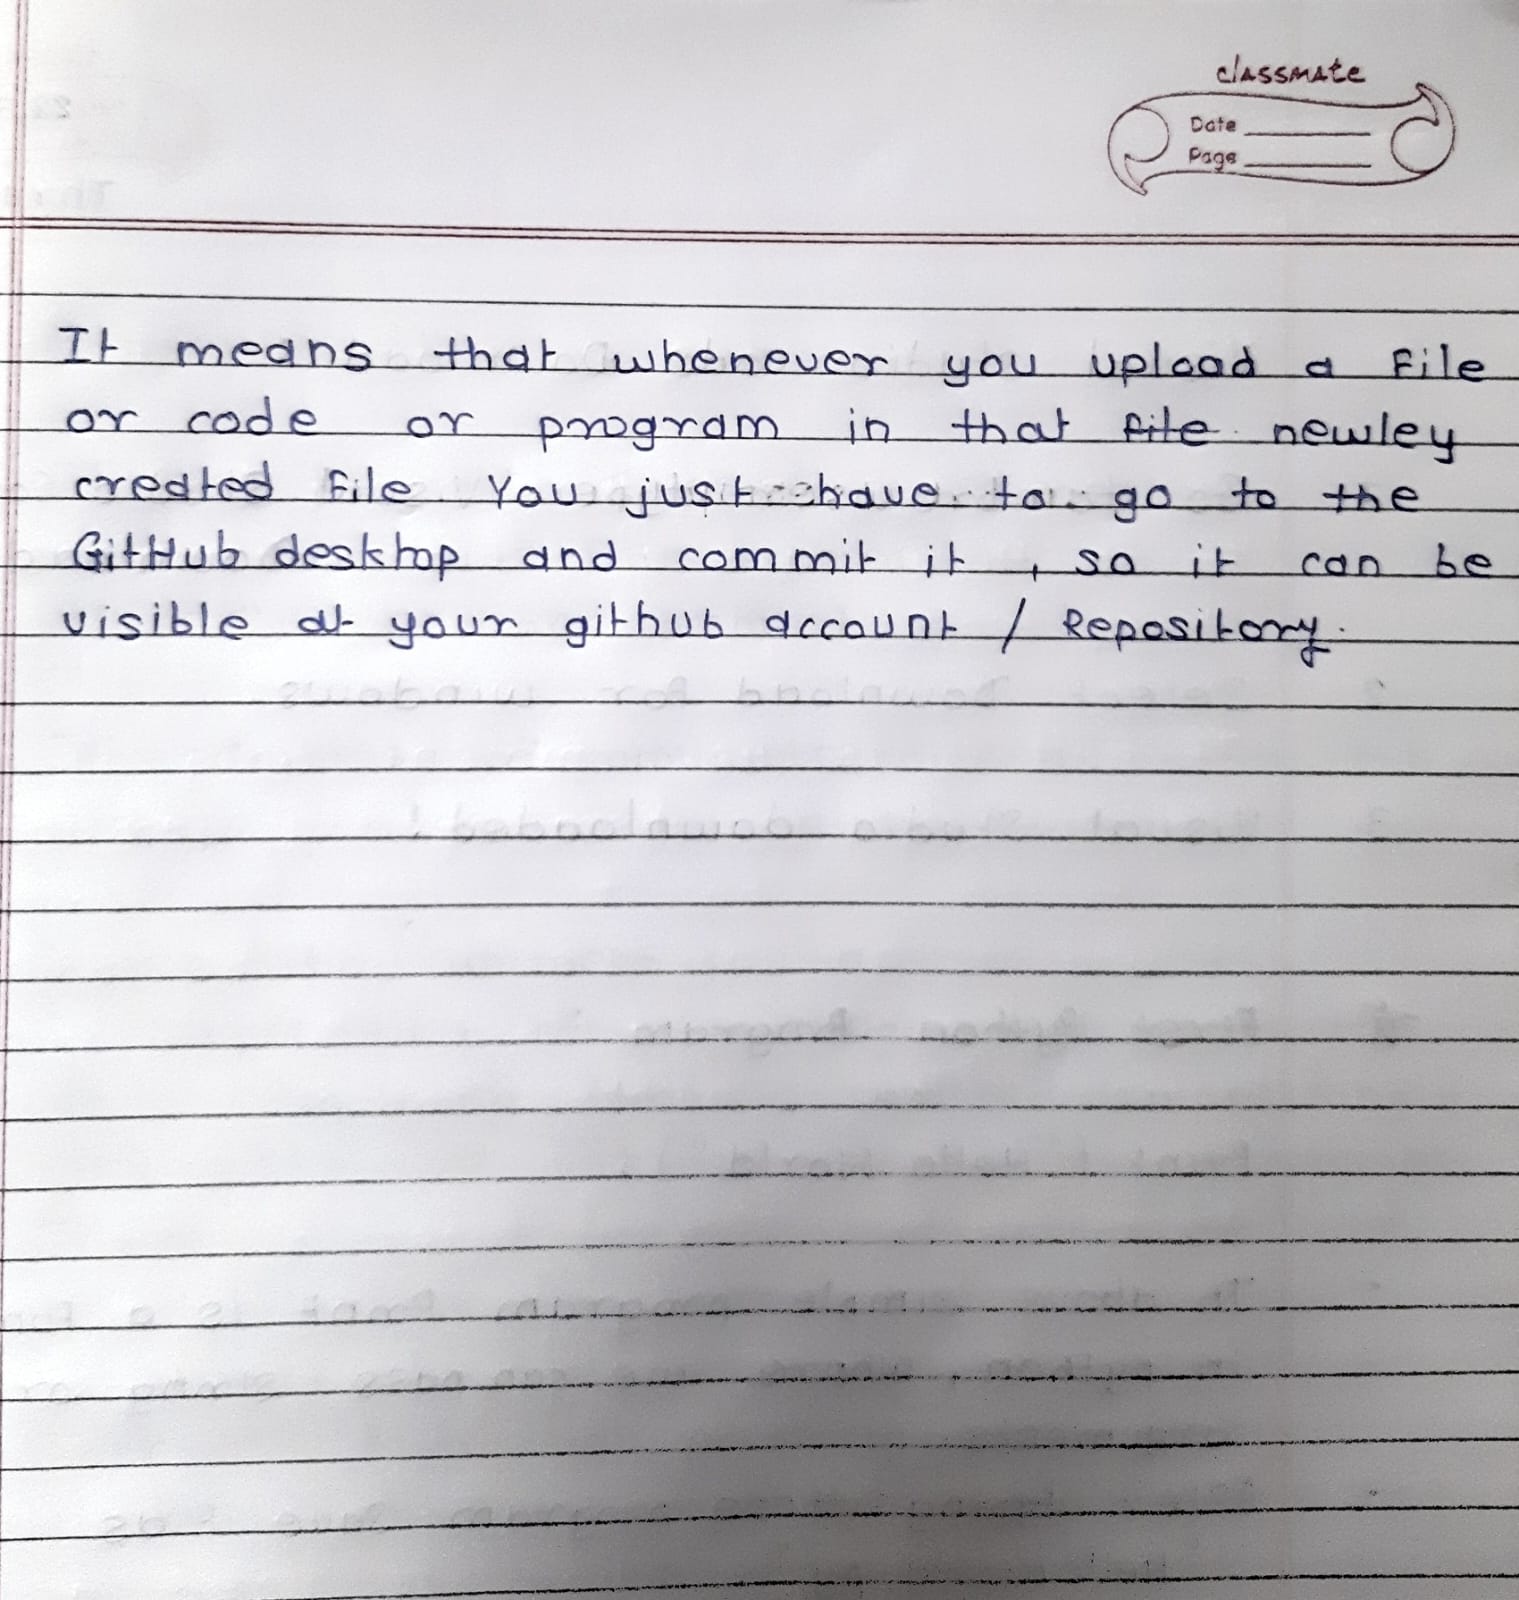 classmate
Date
Page
It means that whenever you upload a File
or code or program in that file newley
created File. You just have to go to the
GitHub desktop and commit it, so it can be
visible at your github account / Repository.